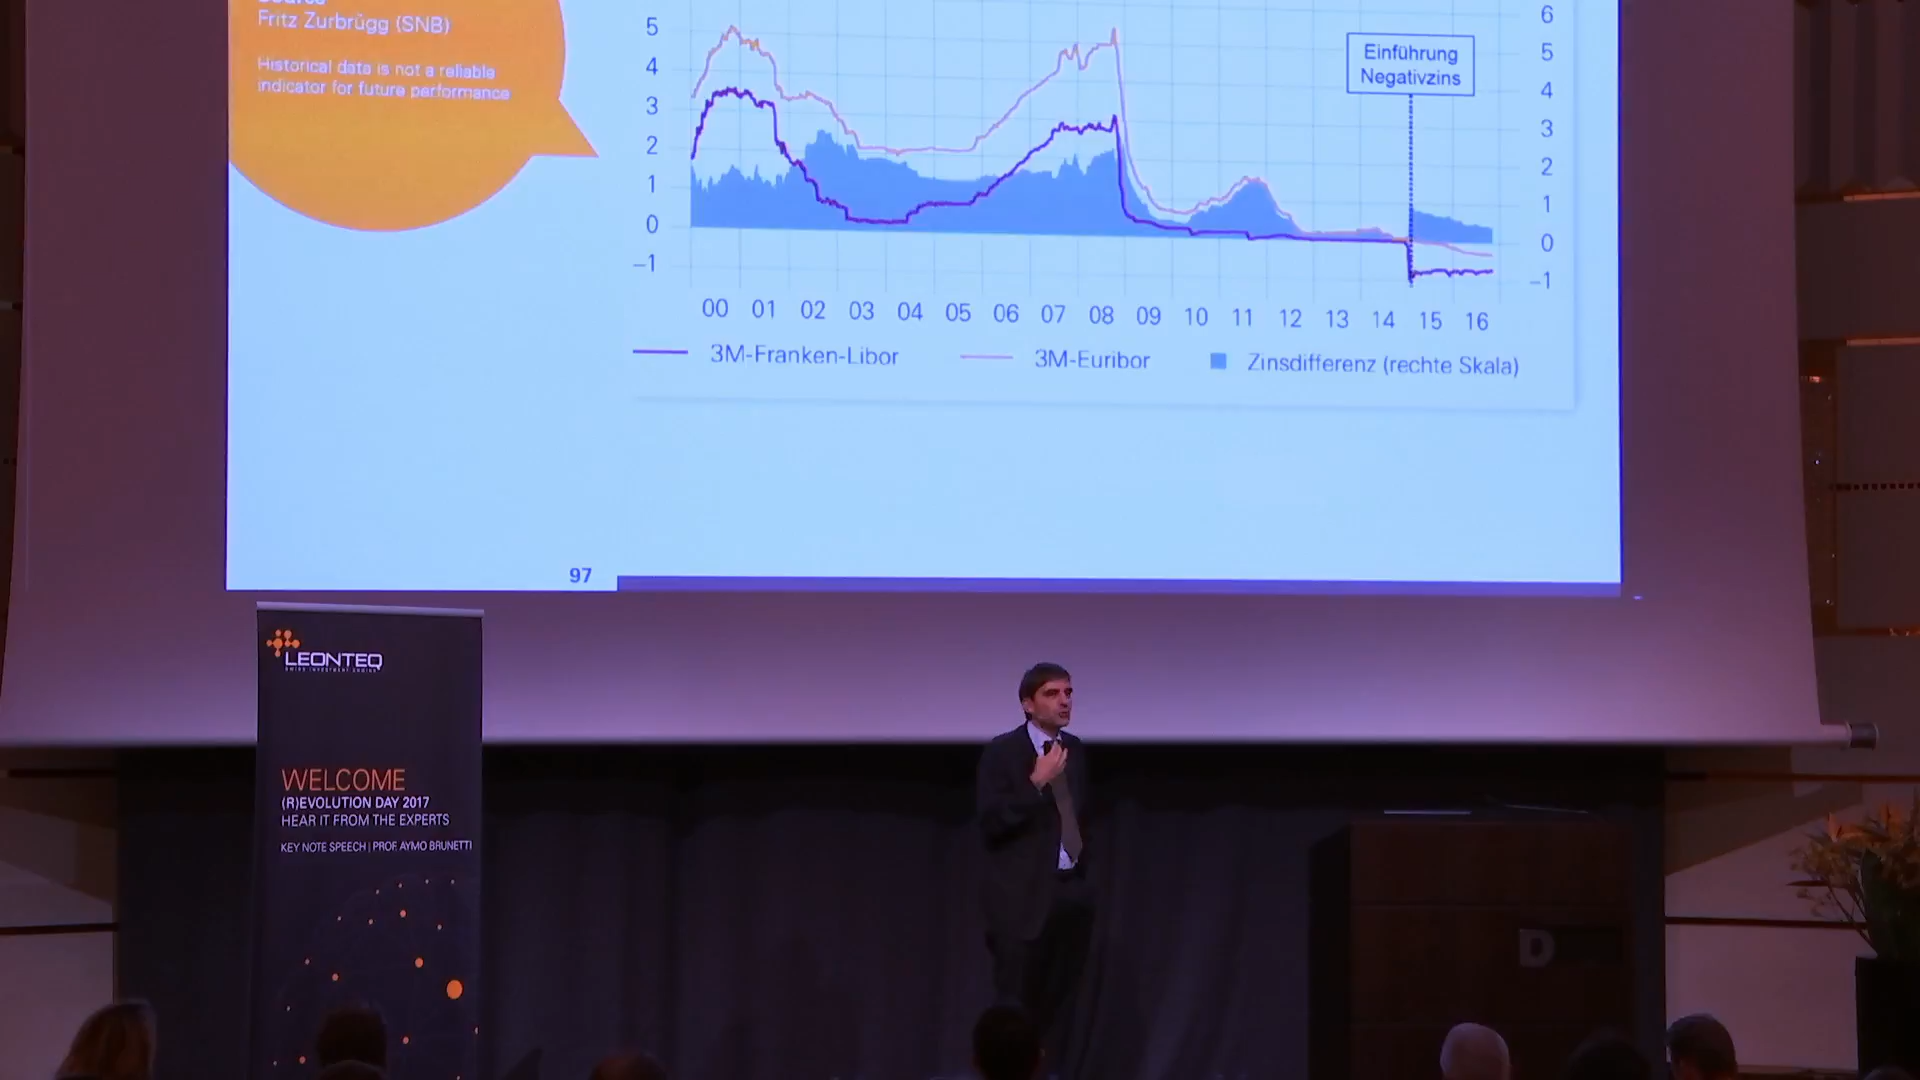 Source
Fritz Zurbrügg (SNB)
Historical data is not a reliable
indicator for future performance
5
4
3
2
1
0
–1
6
5
4
3
2
1
0
–1
Einführung
Negativzins
00 01 02 03 04 05 06 07 08 09 10 11 12 13 14 15 16
3M-Franken-Libor 3M-Euribor Zinsdifferenz (rechte Skala)
97
LEONTEQ
WELCOME
(R)EVOLUTION DAY 2017
HEAR IT FROM THE EXPERTS
KEY NOTE SPEECH | PROF. AYMO BRUNETTI
D